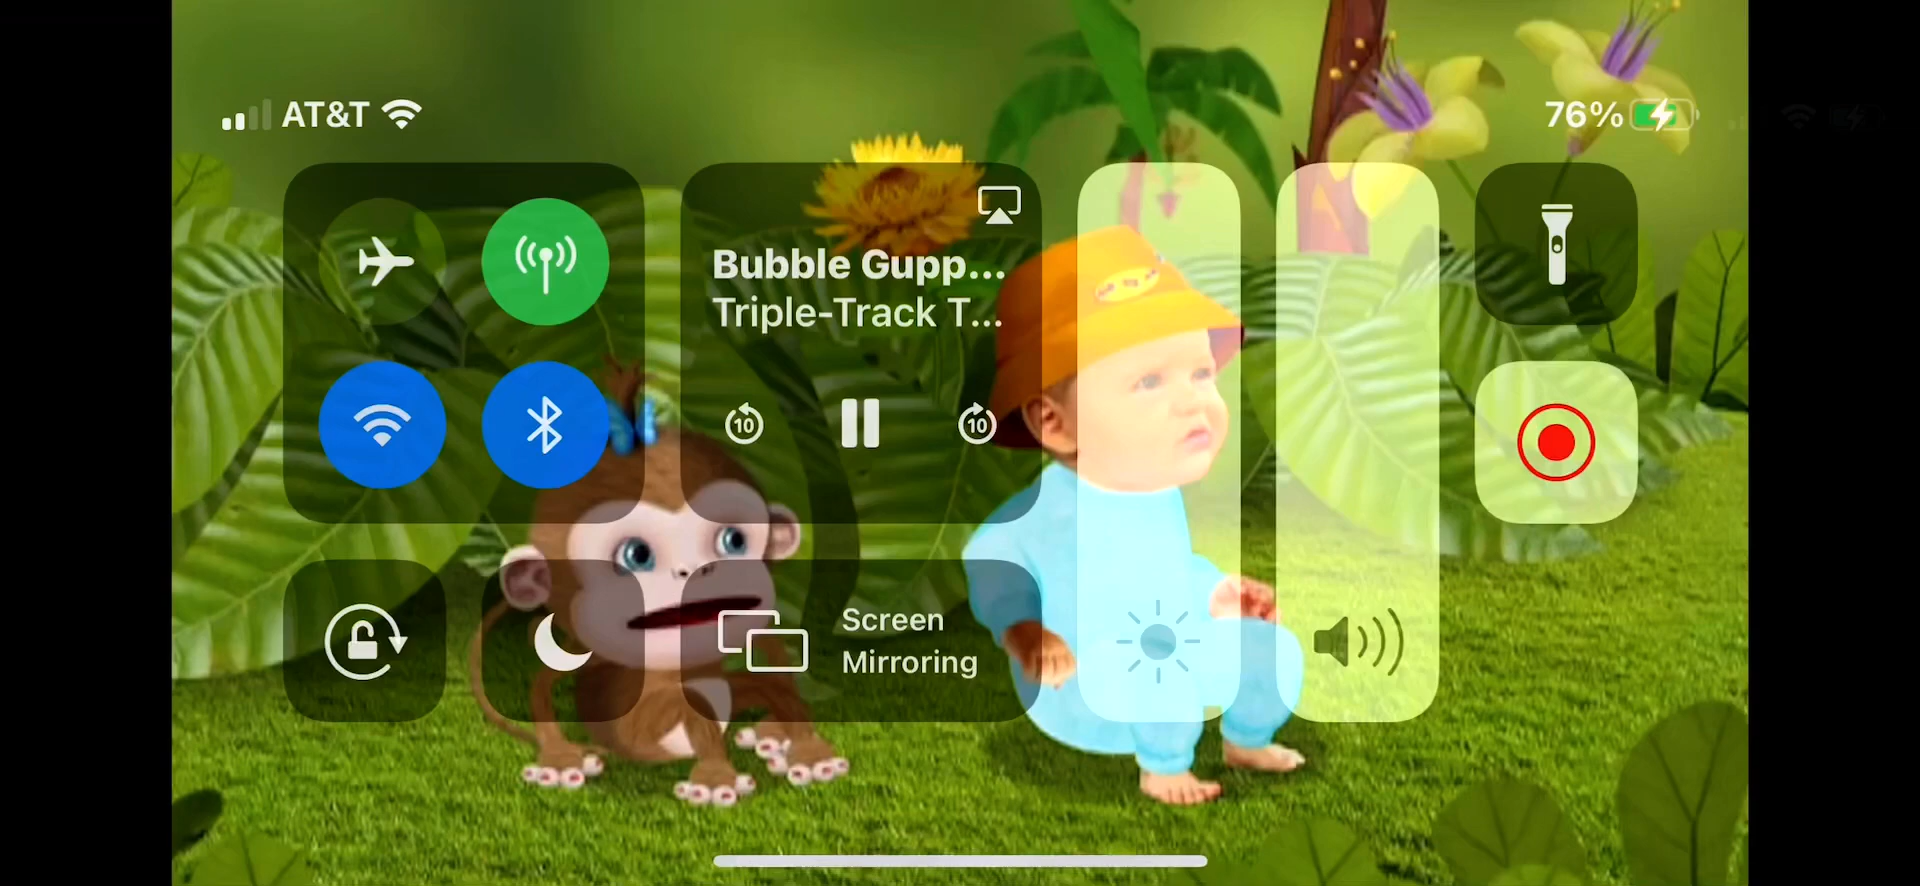 AT&T
76%
Bubble Gupp...
Triple-Track T...
10
10
Screen
Mirroring